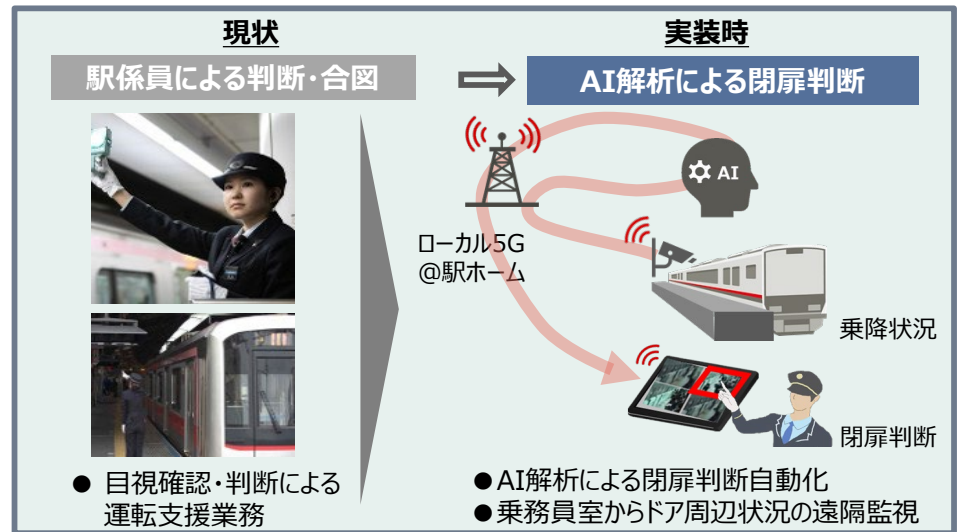 現状
駅係員による判断・合図
● 目視確認・判断による
運転支援業務
実装時
AI解析による閉扉判断
AI
ローカル5G
@駅ホーム
乗降状況
閉扉判断
●AI解析による閉扉判断自動化
●乗務員室からドア周辺状況の遠隔監視